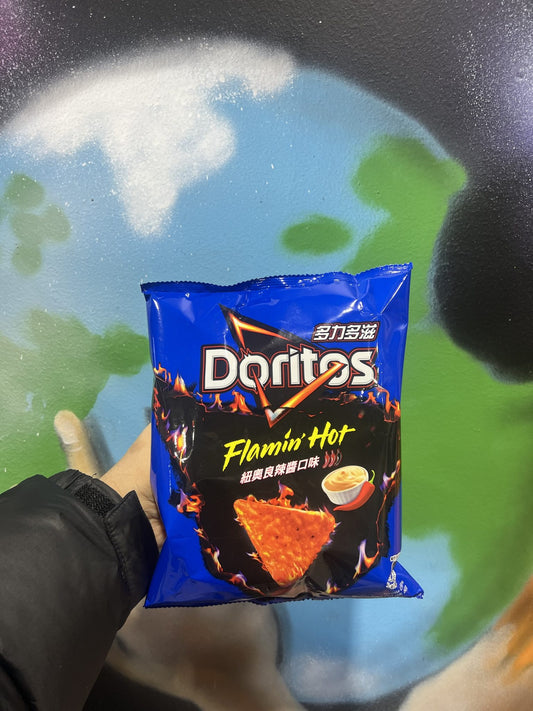 多力多滋
Doritos
Flamin' Hot
紐奧良辣醬口味